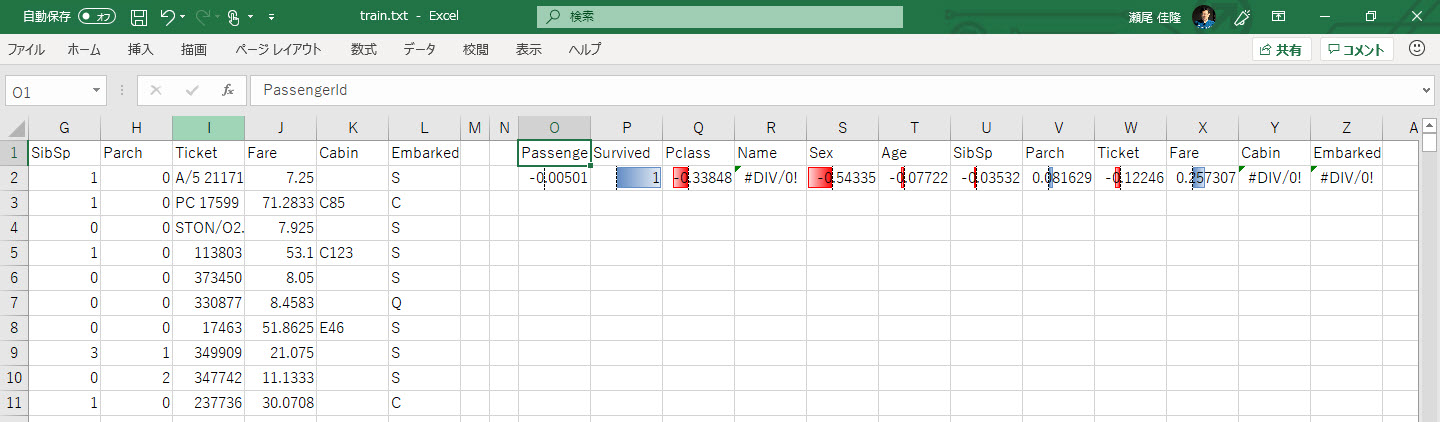 自動保存 オフ train.txt - Excel 検索 瀬尾 佳隆
ファイル ホーム 挿入 描画 ページ レイアウト 数式 データ 校閲 表示 ヘルプ 共有 コメント
O1 fx PassengerId
G H I J K L M N O P Q R S T U V W X Y Z A
1 SibSp Parch Ticket Fare Cabin Embarked Passenge Survived Pclass Name Sex Age SibSp Parch Ticket Fare Cabin Embarked
2 1 0 A/5 21171 7.25 S -0.00501 1 -0.33848 #DIV/0! -0.54335 -0.07722 -0.03532 0.081629 -0.12246 0.257307 #DIV/0! #DIV/0!
3 1 0 PC 17599 71.2833 C85 C
4 0 0 STON/O2. 7.925 S
5 1 0 113803 53.1 C123 S
6 0 0 373450 8.05 S
7 0 0 330877 8.4583 Q
8 0 0 17463 51.8625 E46 S
9 3 1 349909 21.075 S
10 0 2 347742 11.1333 S
11 1 0 237736 30.0708 C